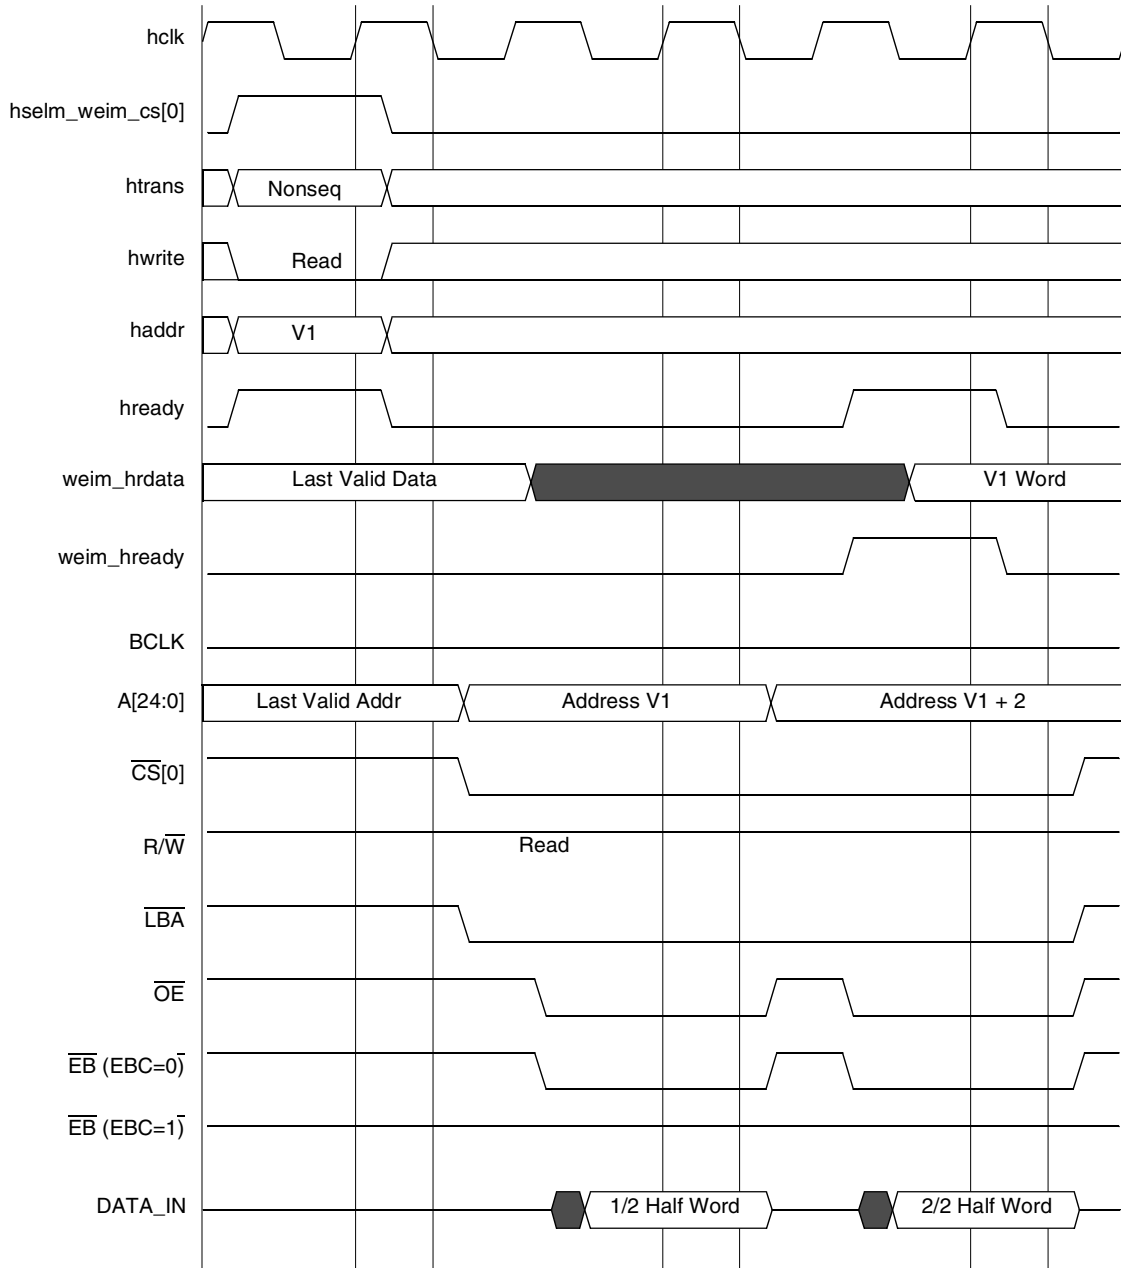 hclk
hselm_weim_cs[0]
htrans Nonseq
hwrite Read
haddr V1
hready
weim_hrdata Last Valid Data V1 Word
weim_hready
BCLK
A[24:0] Last Valid Addr Address V1 Address V1 + 2
CS[0]
R/W Read
LBA
OE
EB (EBC=0)
EB (EBC=1)
DATA_IN 1/2 Half Word 2/2 Half Word